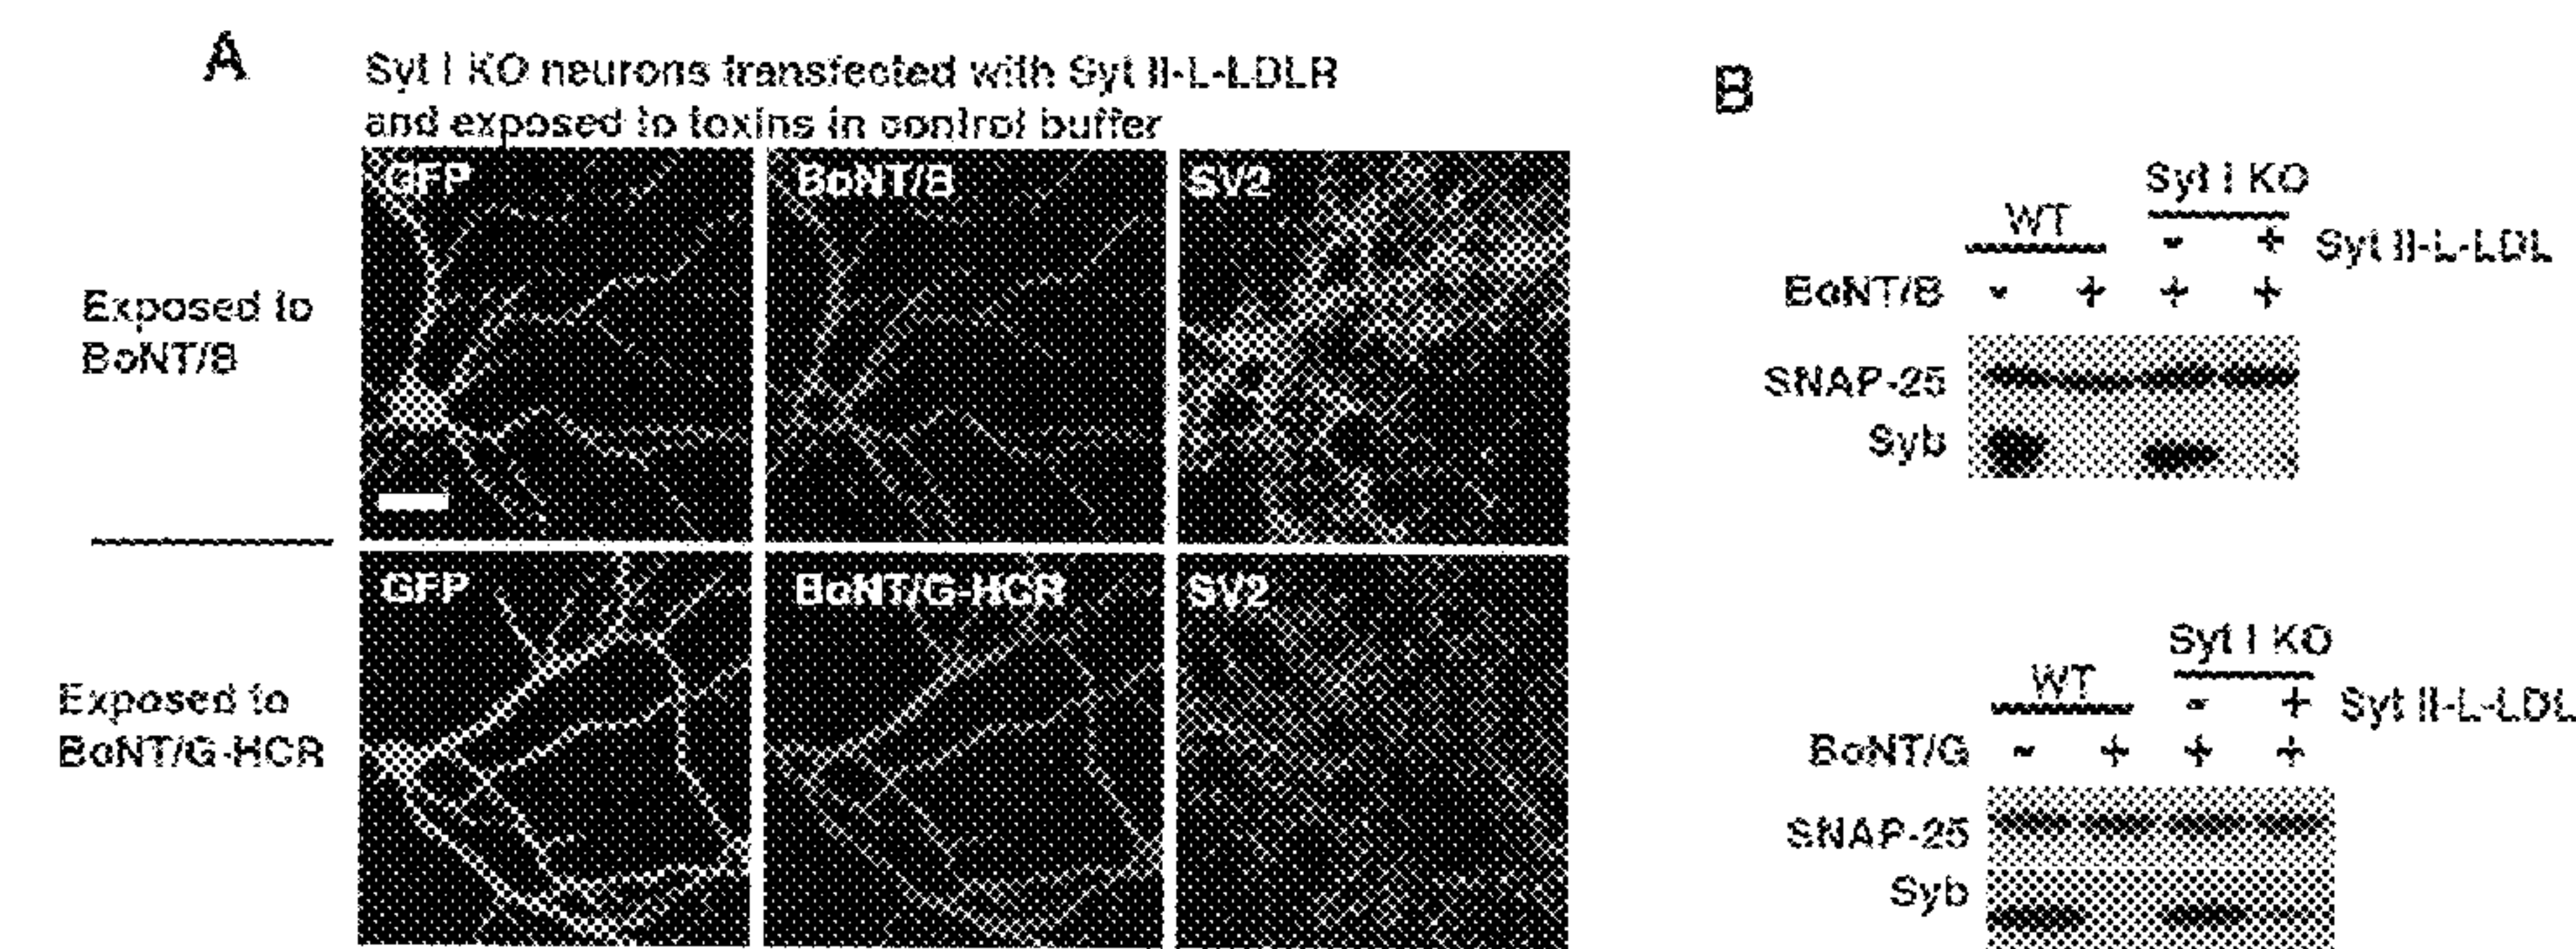 A
Syt I KO neurons transfected with Syt II-L-LDLR
and exposed to toxins in control buffer
Exposed to
BoNT/B
GFP
BoNT/B
SV2
Exposed to
BoNT/G-HCR
GFP
BoNT/G-HCR
SV2
B
Syt I KO
WT - + Syt II-L-LDL
BoNT/B - + + +
SNAP-25
Syb
Syt I KO
WT - + Syt II-L-LDL
BoNT/G - + + +
SNAP-25
Syb